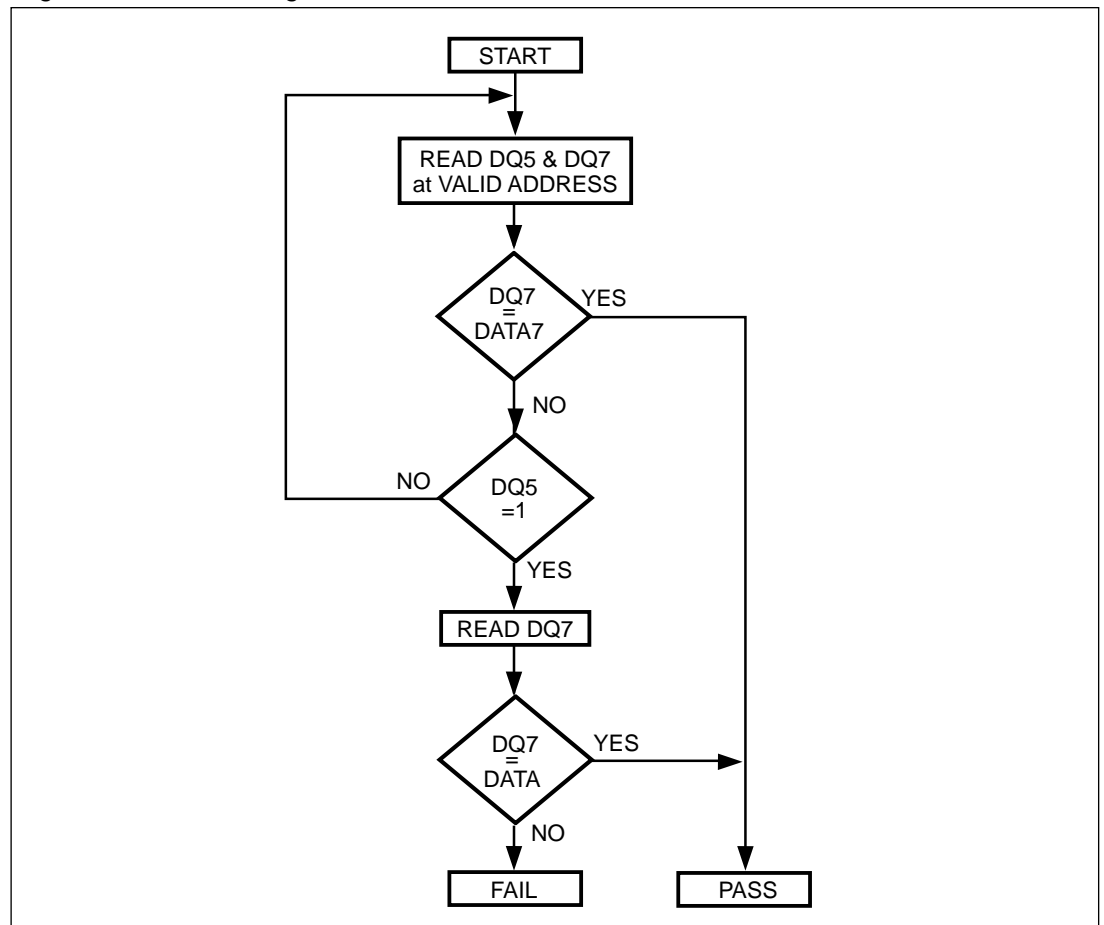 START
READ DQ5 & DQ7
at VALID ADDRESS
DQ7
=
DATA7
YES
NO
DQ5
=1
NO
YES
READ DQ7
DQ7
=
DATA
YES
NO
FAIL
PASS